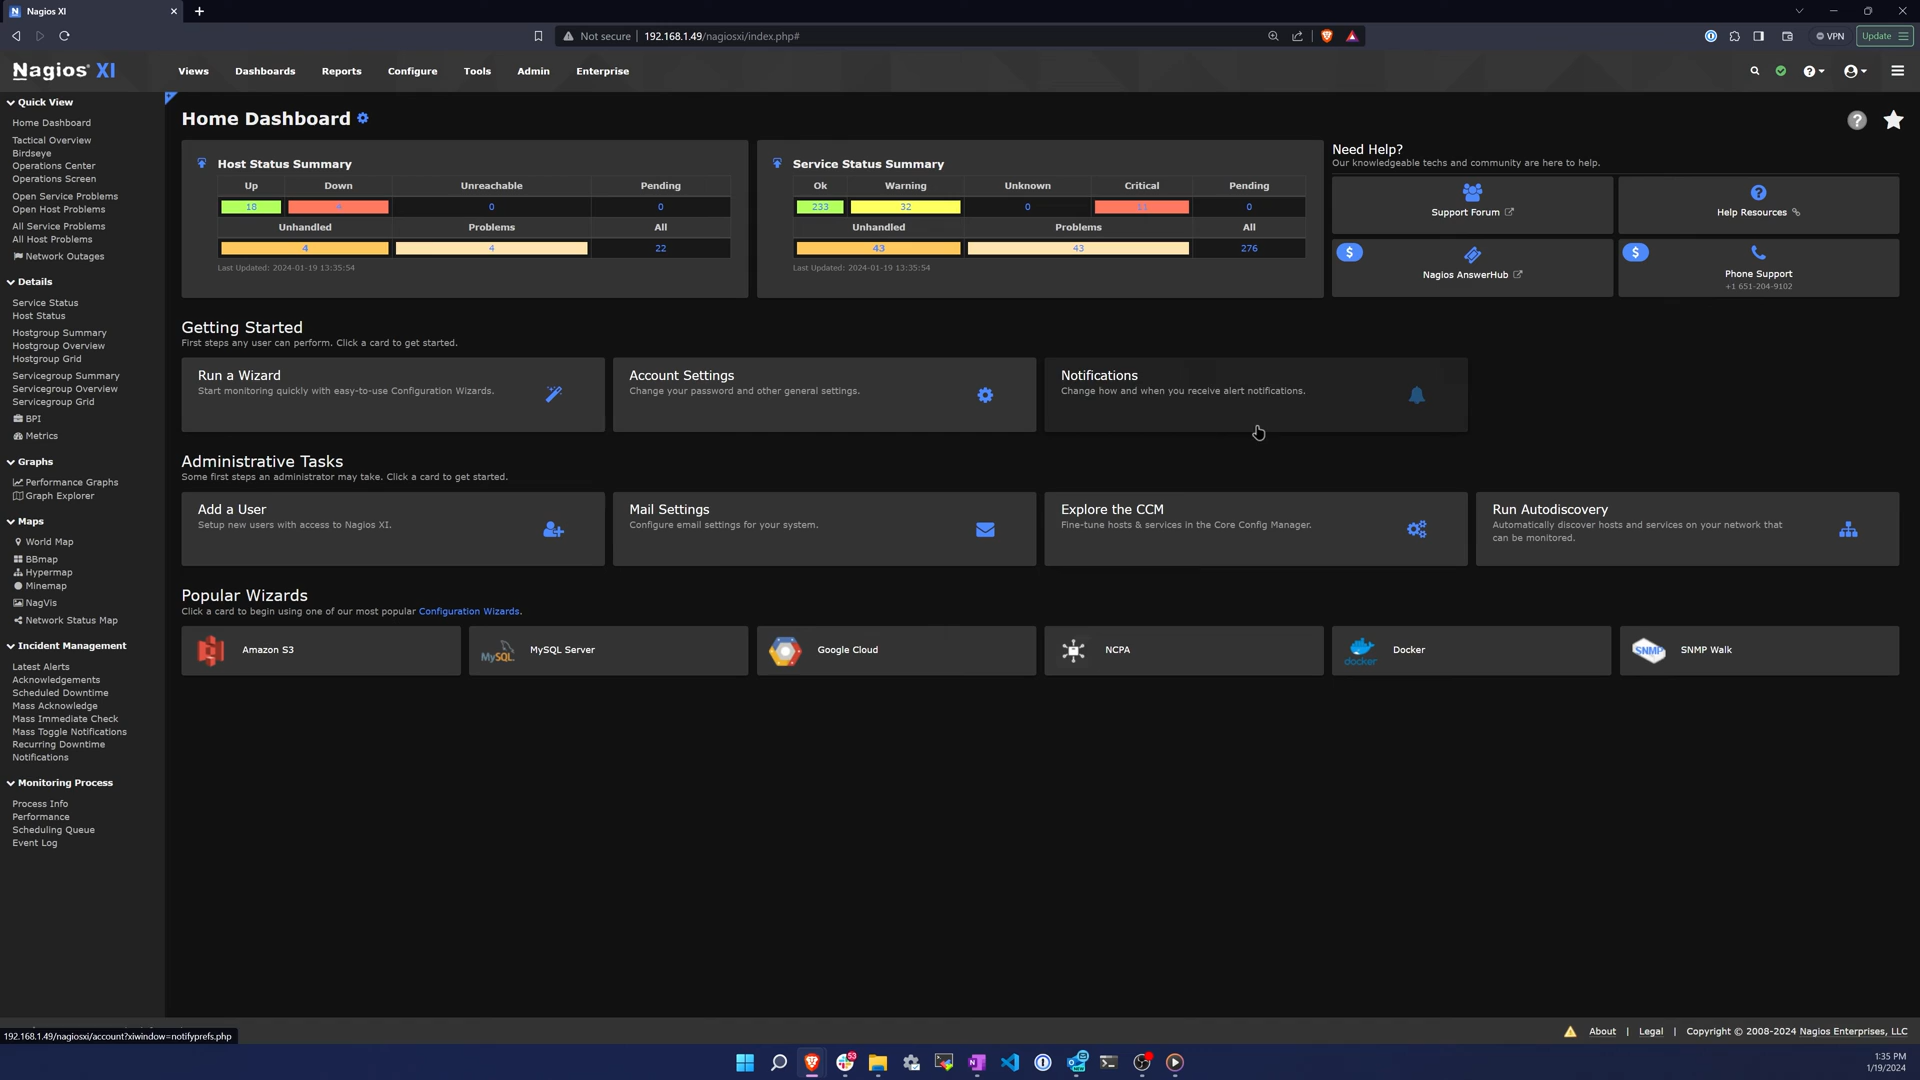 Nagios XI
Not secure
192.168.1.49/nagiosxi/index.php#
VPN
Update
Nagios XI
Views
Dashboards
Reports
Configure
Tools
Admin
Enterprise
Quick View
Home Dashboard
Tactical Overview
Birdseye
Operations Center
Operations Screen
Open Service Problems
Open Host Problems
All Service Problems
All Host Problems
Network Outages
Details
Service Status
Host Status
Hostgroup Summary
Hostgroup Overview
Hostgroup Grid
Servicegroup Summary
Servicegroup Overview
Servicegroup Grid
BPI
Metrics
Graphs
Performance Graphs
Graph Explorer
Maps
World Map
BBmap
Hypermap
Minemap
NagVis
Network Status Map
Incident Management
Latest Alerts
Acknowledgements
Scheduled Downtime
Mass Acknowledge
Mass Immediate Check
Mass Toggle Notifications
Recurring Downtime
Notifications
Monitoring Process
Process Info
Performance
Scheduling Queue
Event Log
Home Dashboard
Host Status Summary
Up Down Unreachable Pending
18 4 0 0
Unhandled Problems All
4 4 22
Last Updated: 2024-01-19 13:35:54
Service Status Summary
Ok Warning Unknown Critical Pending
233 32 0 11 0
Unhandled Problems All
43 43 276
Last Updated: 2024-01-19 13:35:54
Need Help?
Our knowledgeable techs and community are here to help.
Support Forum
Help Resources
$
Nagios AnswerHub
$
Phone Support
+1 651-204-9102
Getting Started
First steps any user can perform. Click a card to get started.
Run a Wizard
Start monitoring quickly with easy-to-use Configuration Wizards.
Account Settings
Change your password and other general settings.
Notifications
Change how and when you receive alert notifications.
Administrative Tasks
Some first steps an administrator may take. Click a card to get started.
Add a User
Setup new users with access to Nagios XI.
Mail Settings
Configure email settings for your system.
Explore the CCM
Fine-tune hosts & services in the Core Config Manager.
Run Autodiscovery
Automatically discover hosts and services on your network that
can be monitored.
Popular Wizards
Click a card to begin using one of our most popular Configuration Wizards.
Amazon S3
MySQL
MySQL Server
Google Cloud
NCPA
docker
Docker
SNMP
SNMP Walk
192.168.1.49/nagiosxi/account?xiwindow=notifyprefs.php
About | Legal | Copyright © 2008-2024 Nagios Enterprises, LLC
53
1:35 PM
1/19/2024